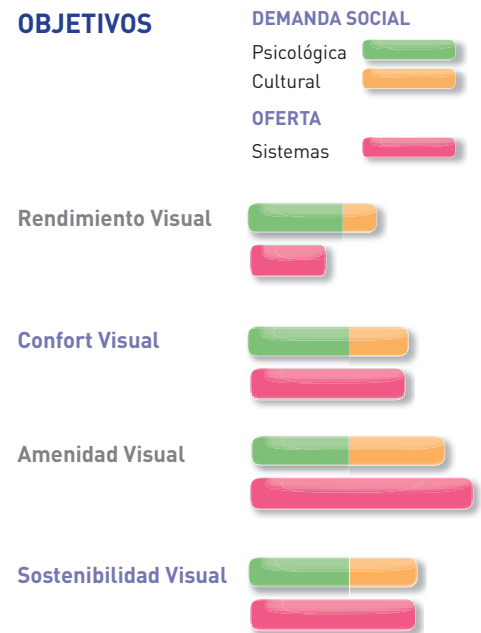 OBJETIVOS
DEMANDA SOCIAL
Psicológica
Cultural
OFERTA
Sistemas
Rendimiento Visual
Confort Visual
Amenidad Visual
Sostenibilidad Visual